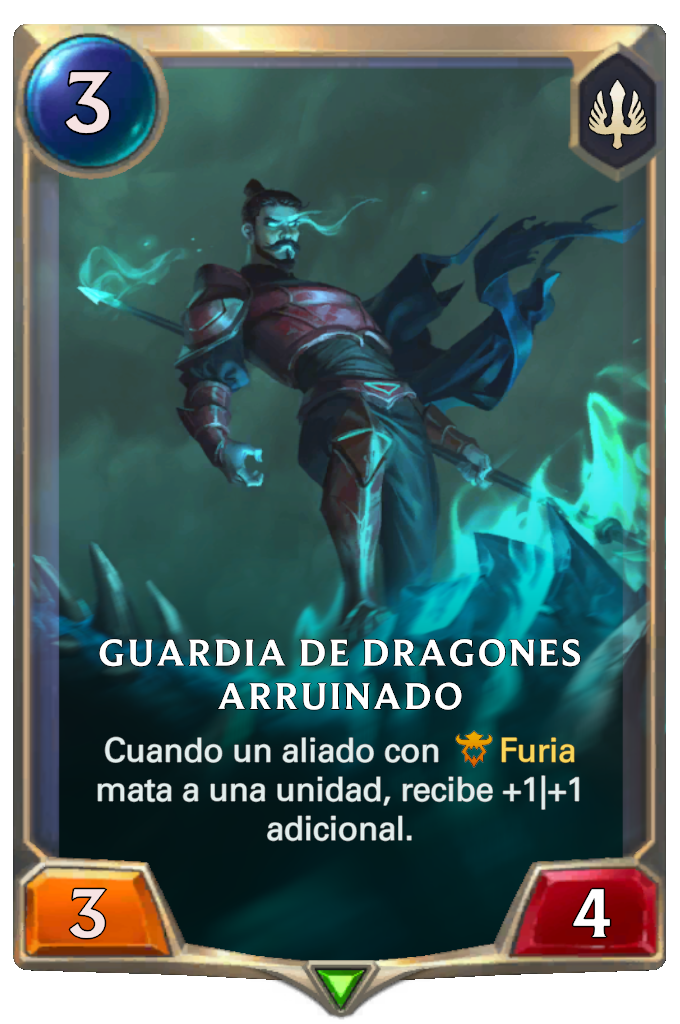 3
GUARDIA DE DRAGONES
ARRUINADO
Cuando un aliado con Furia
mata a una unidad, recibe +1|+1
adicional.
3
4